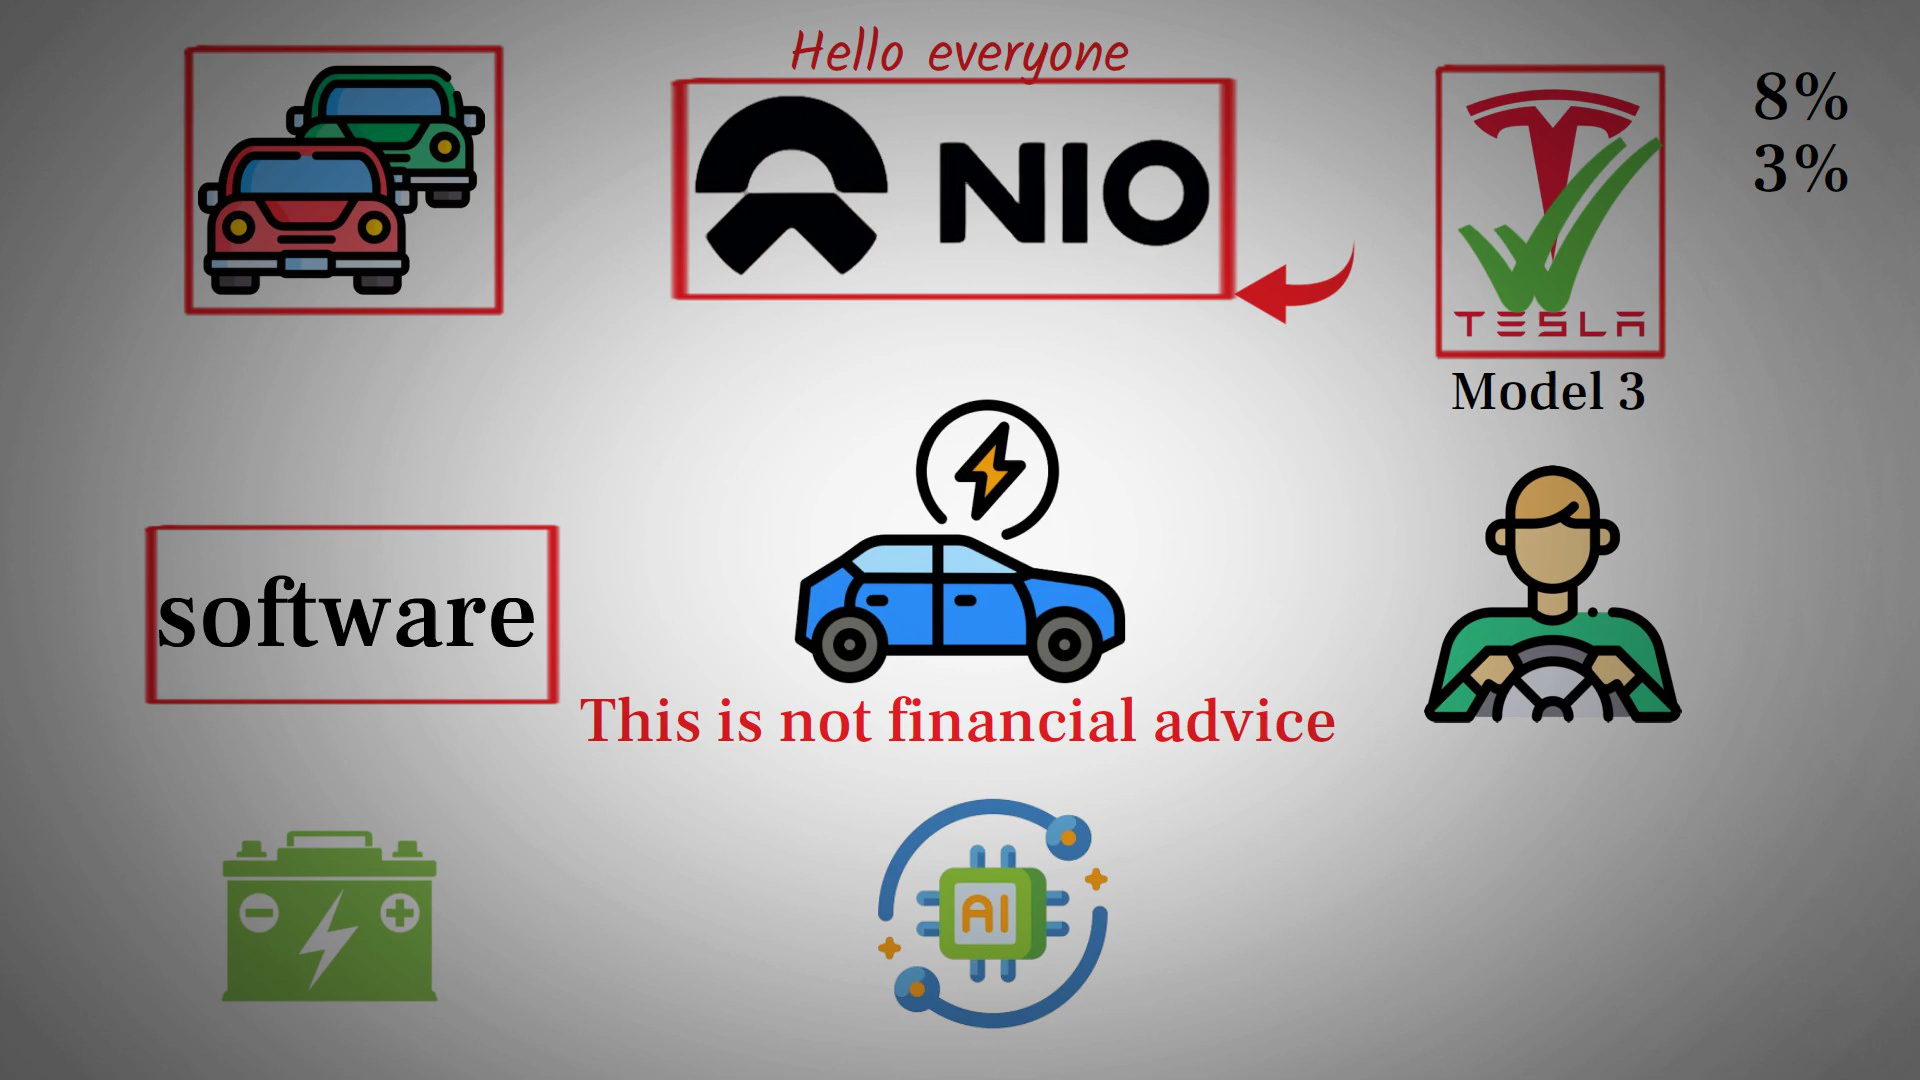 Hello everyone
NIO
TESLA
8%
3%
Model 3
software
This is not financial advice
AI